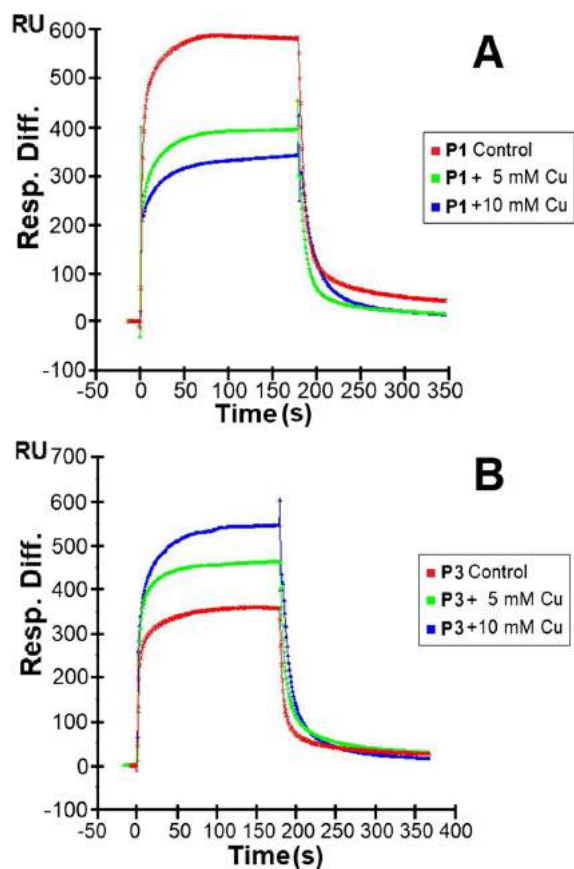 RU
A
600
500
400
300
200
100
0
-100
Resp. Diff.
P1 Control
P1 + 5 mM Cu
P1 +10 mM Cu
-50 0 50 100 150 200 250 300 350
Time (s)
RU
B
700
600
500
400
300
200
100
0
-100
Resp. Diff.
P3 Control
P3 + 5 mM Cu
P3 +10 mM Cu
-50 0 50 100 150 200 250 300 350 400
Time (s)